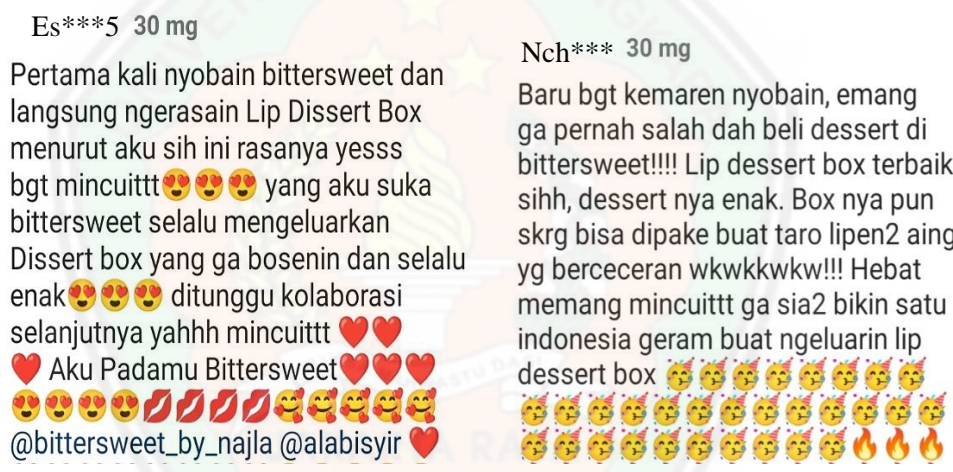 Es***5 30 mg
Pertama kali nyobain bittersweet dan
langsung ngerasain Lip Dissert Box
menurut aku sih ini rasanya yesss
bgt mincuittt😍😍😍 yang aku suka
bittersweet selalu mengeluarkan
Dissert box yang ga bosenin dan selalu
enak😍😍😍 ditunggu kolaborasi
selanjutnya yahhh mincuittt ❤️❤️
❤️ Aku Padamu Bittersweet❤️❤️❤️
😍😍😍😍💋💋💋💋🥰🥰🥰🥰🥰
@bittersweet_by_najla @alabisyir ❤️
Nch*** 30 mg
Baru bgt kemaren nyobain, emang
ga pernah salah dah beli dessert di
bittersweet!!!! Lip dessert box terbaik
sihh, dessert nya enak. Box nya pun
skrg bisa dipake buat taro lipen2 aing
yg berceceran wkwkkwkw!!! Hebat
memang mincuittt ga sia2 bikin satu
indonesia geram buat ngeluarin lip
dessert box 🥳🥳🥳🥳🥳🥳🥳🥳
🥳🥳🥳🥳🥳🥳🥳🥳🥳🥳🥳🥳🥳
🥳🥳🥳🥳🥳🥳🥳🥳🥳🥳🔥🔥🔥